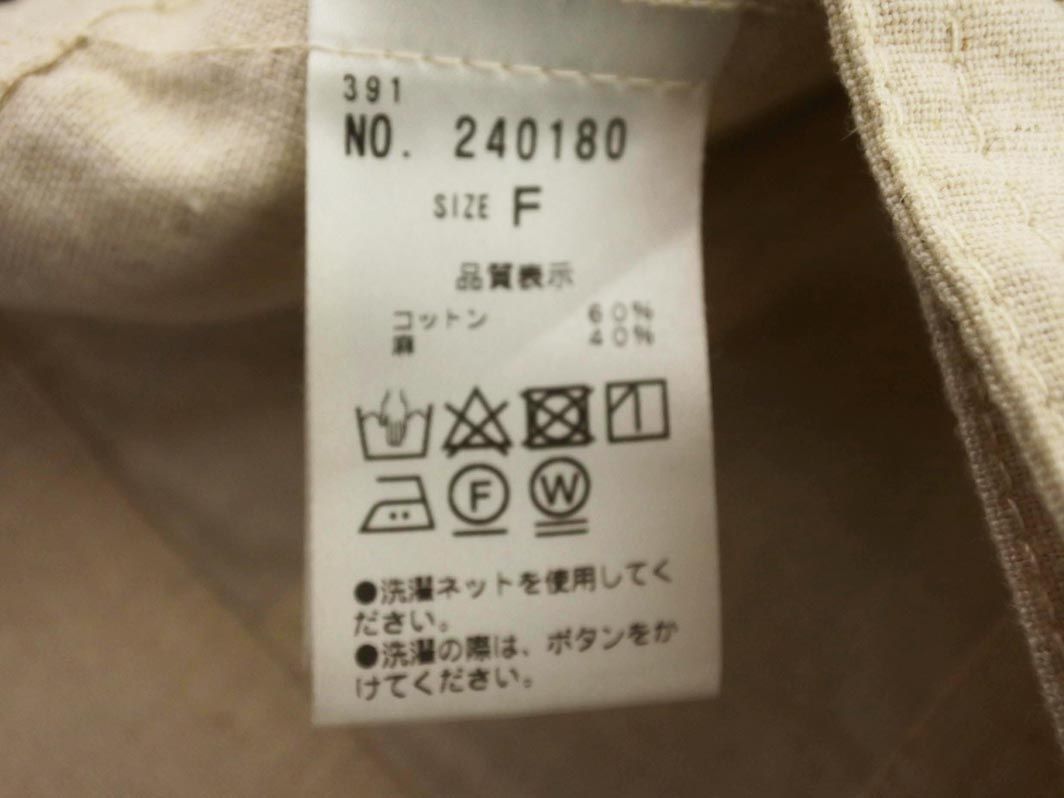 391
NO. 240180
SIZE F
品質表示
コットン 60%
麻 40%
F W
●洗濯ネットを使用してく
ださい。
●洗濯の際は、ボタンをか
けてください。